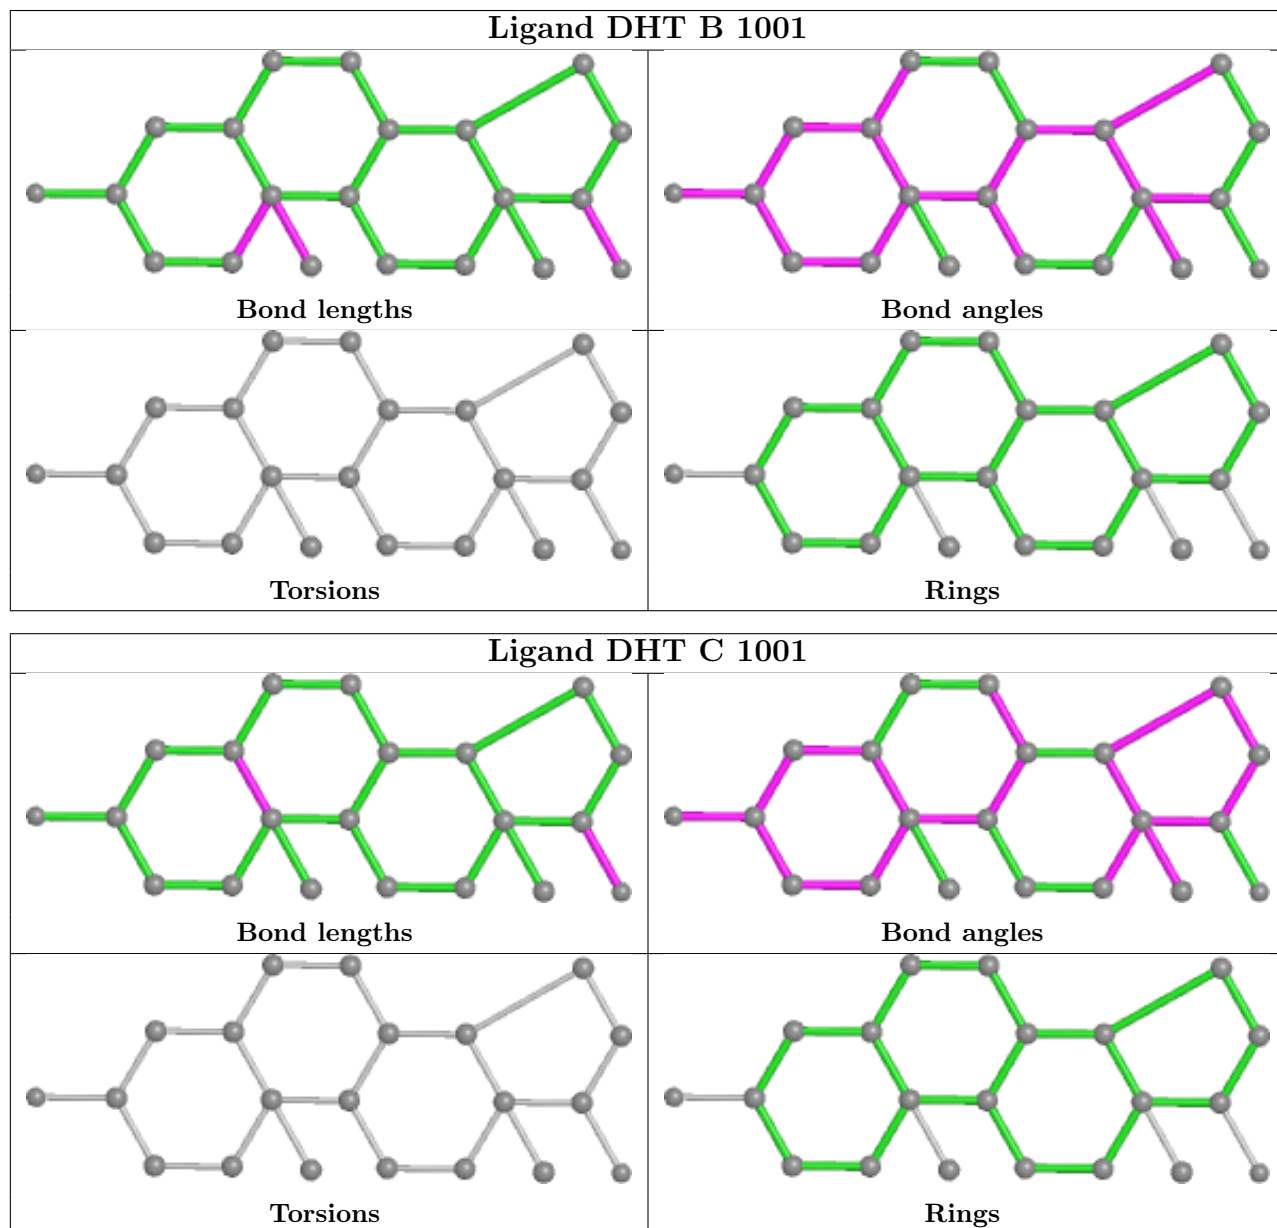 Ligand DHT B 1001
Bond lengths
Bond angles
Torsions
Rings
Ligand DHT C 1001
Bond lengths
Bond angles
Torsions
Rings